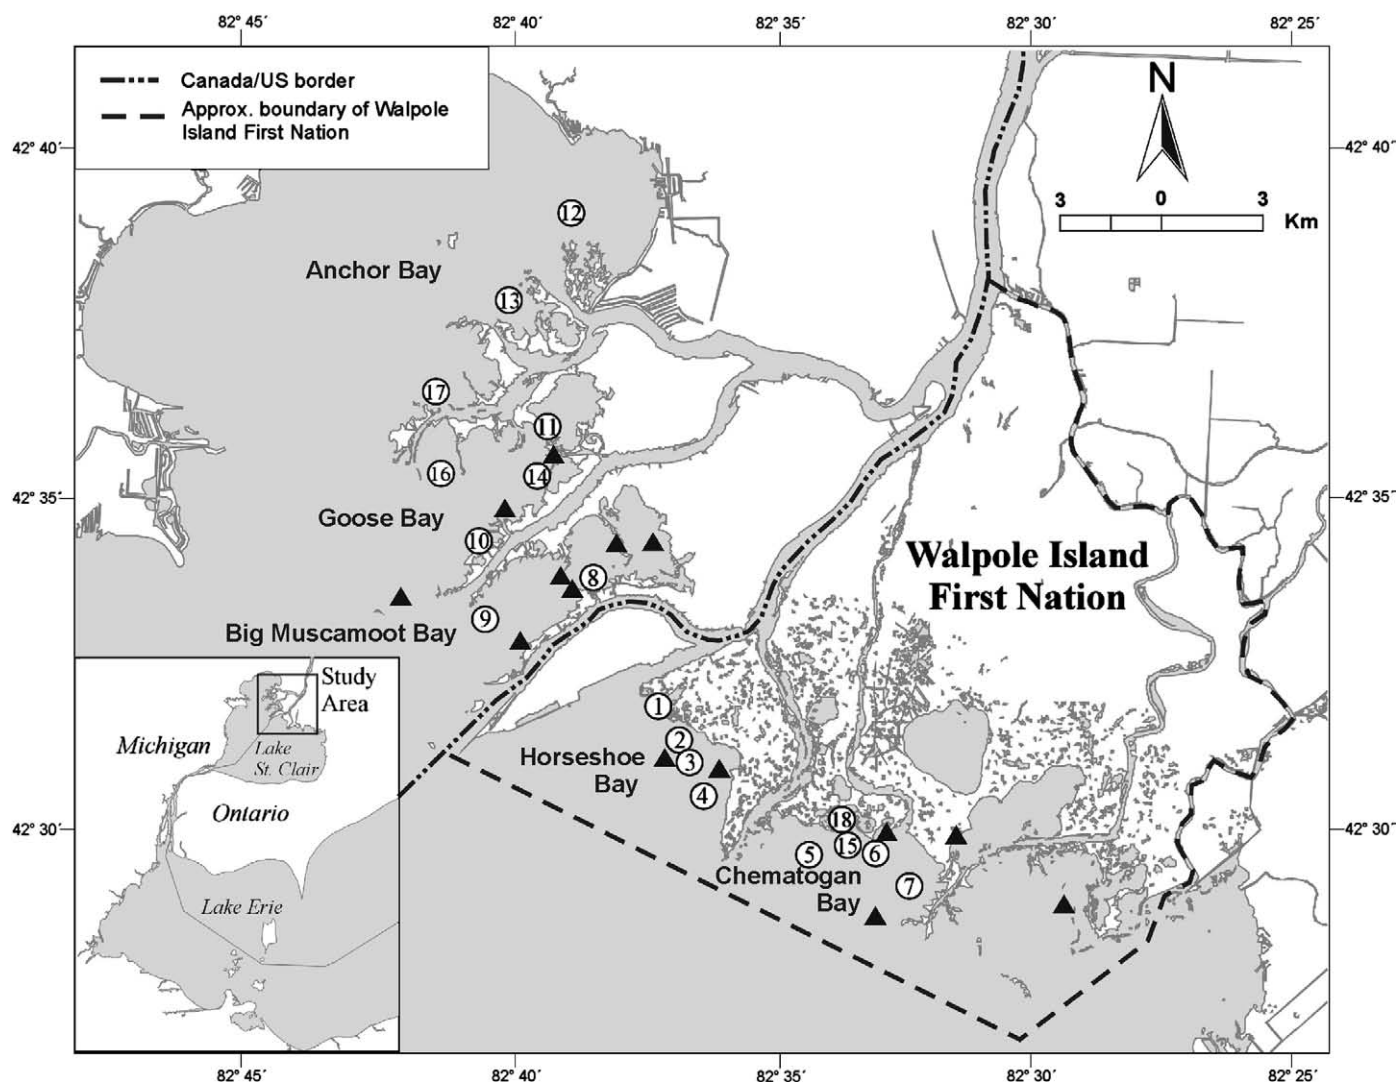 82° 45′
82° 40′
82° 35′
82° 30′
82° 25′
Canada/US border
Approx. boundary of Walpole
Island First Nation
N
42° 40′
42° 40′
3 0 3
Km
12
Anchor Bay
13
17
11
16
14
42° 35′
42° 35′
Goose Bay
10
Walpole Island
First Nation
8
9
Big Muscamoot Bay
Study
Area
1
Michigan
2
Lake
St. Clair
Horseshoe
Bay
3
4
Ontario
42° 30′
42° 30′
18
15
5
6
Chematogan
Bay
7
Lake Erie
82° 45′
82° 40′
82° 35′
82° 30′
82° 25′